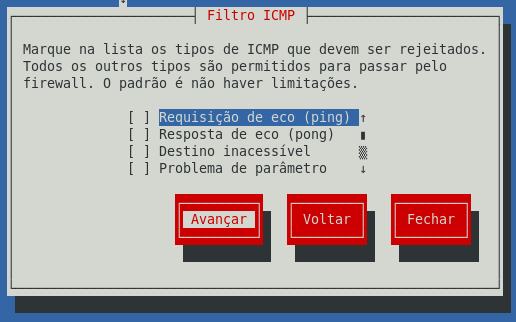 Filtro ICMP
Marque na lista os tipos de ICMP que devem ser rejeitados.
Todos os outros tipos são permitidos para passar pelo
firewall. O padrão é não haver limitações.
[ ] Requisição de eco (ping) ↑
[ ] Resposta de eco (pong)
[ ] Destino inacessível
[ ] Problema de parâmetro ↓
Avançar Voltar Fechar